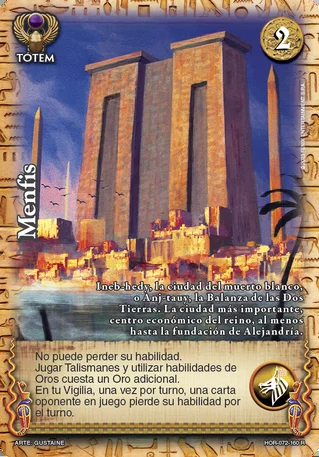 TÓTEM
2
Menfis
Ineb-hedy, la ciudad del muerto blanco,
o Anj-tauy, la Balanza de las Dos
Tierras. La ciudad más importante,
centro económico del reino, al menos
hasta la fundación de Alejandría.
No puede perder su habilidad.
Jugar Talismanes y utilizar habilidades de
Oros cuesta un Oro adicional.
En tu Vigilia, una vez por turno, una carta
oponente en juego pierde su habilidad por
el turno.
ARTE: GUSTAINE
HOR-072-160 R